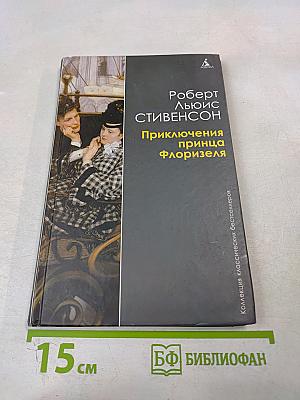 Роберт
Льюис
СТИВЕНСОН
Приключения
принца
Флоризеля
Коллекция классических бестселлеров
15 см
БФ БИБЛИОФАН